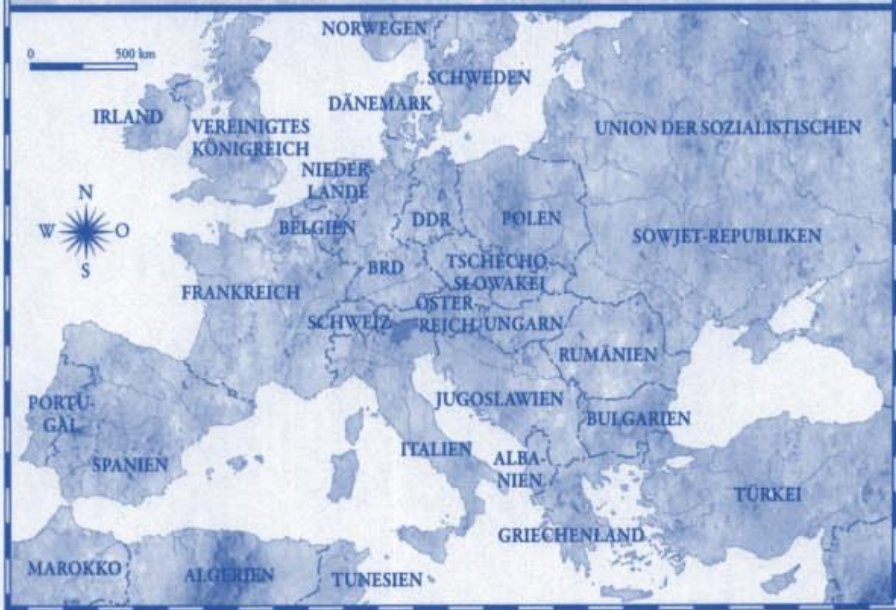 NORWEGEN
0 500 km
SCHWEDEN
DÄNEMARK
IRLAND
VEREINIGTES
KÖNIGREICH
UNION DER SOZIALISTISCHEN
NIEDER-
LANDE
N
W O
S
BELGIEN
DDR
POLEN
SOWJET-REPUBLIKEN
BRD
TSCHECHO
SLOWAKEI
FRANKREICH
ÖSTER
REICH
SCHWEIZ
UNGARN
RUMÄNIEN
JUGOSLAWIEN
PORTU-
GAL
BULGARIEN
ITALIEN
SPANIEN
ALBA-
NIEN
TÜRKEI
GRIECHENLAND
MAROKKO
ALGERIEN
TUNESIEN